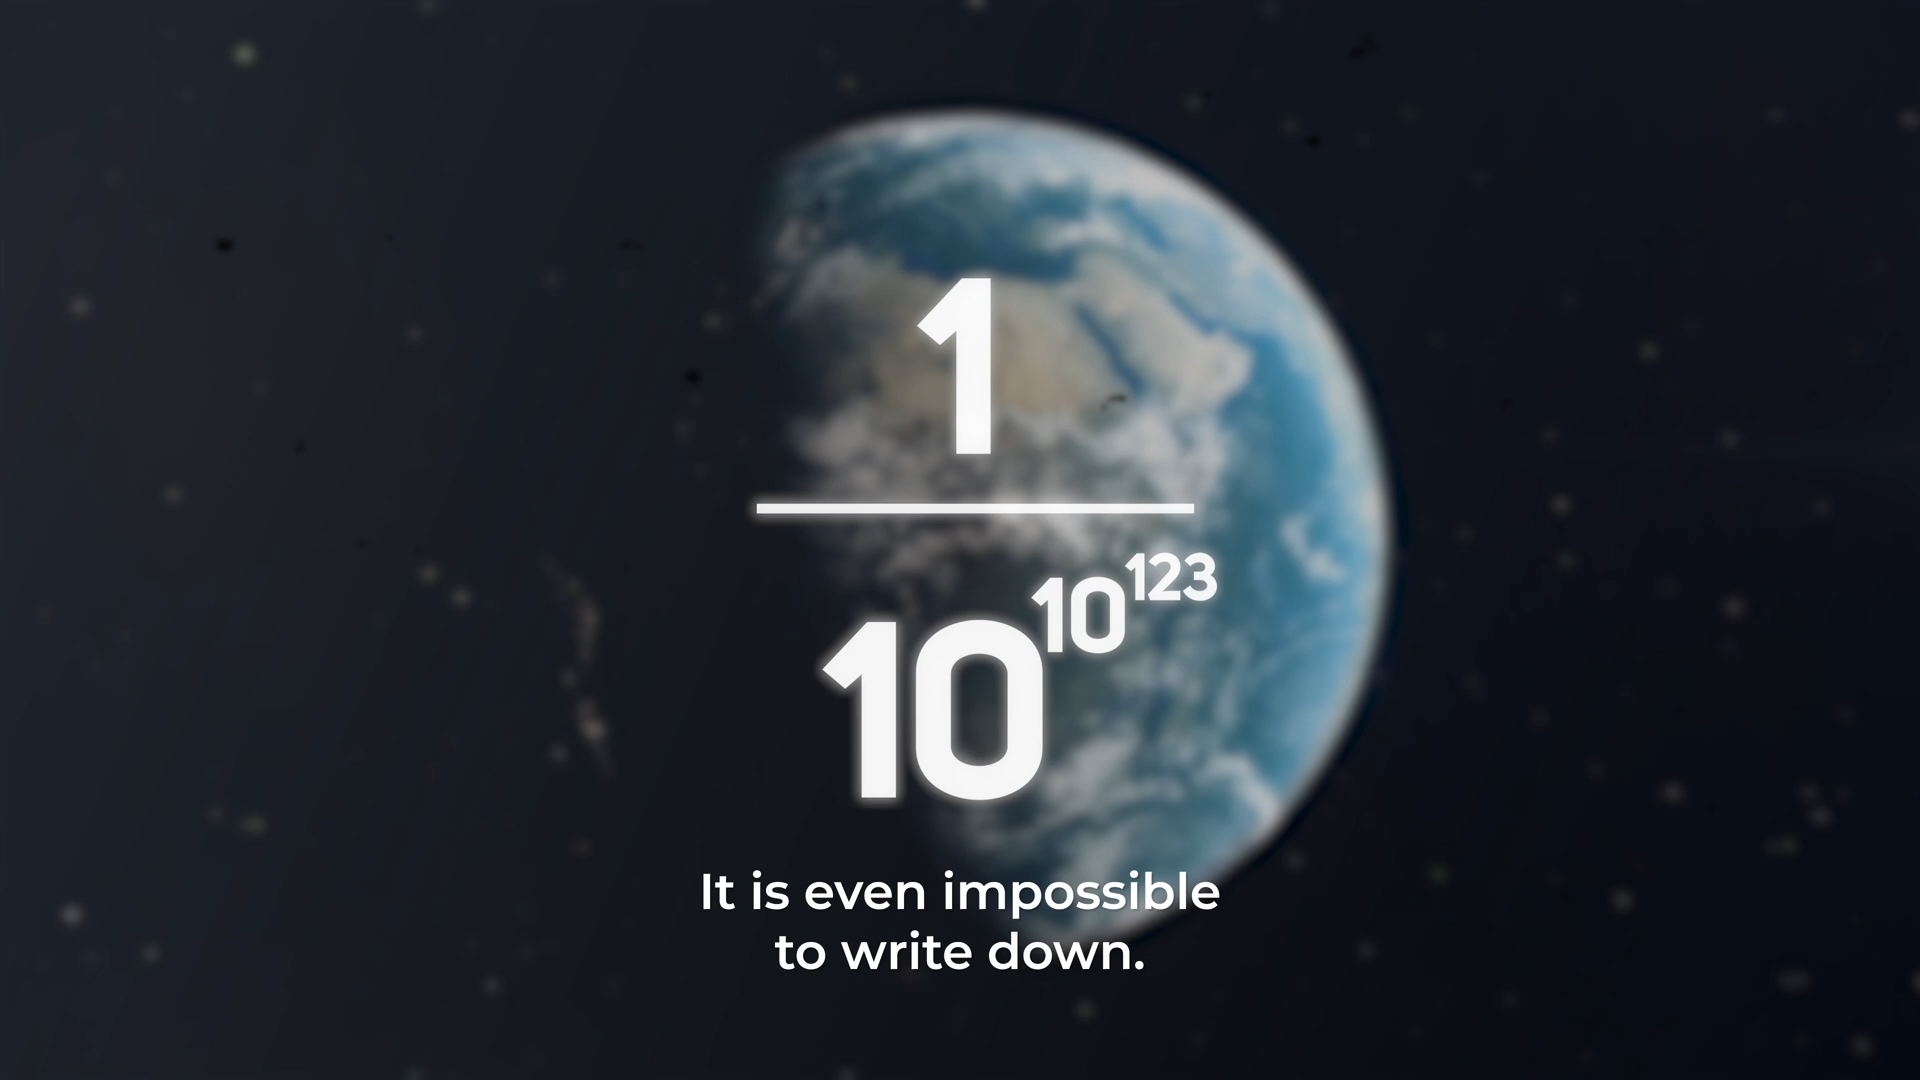 1
10^10^123
It is even impossible
to write down.